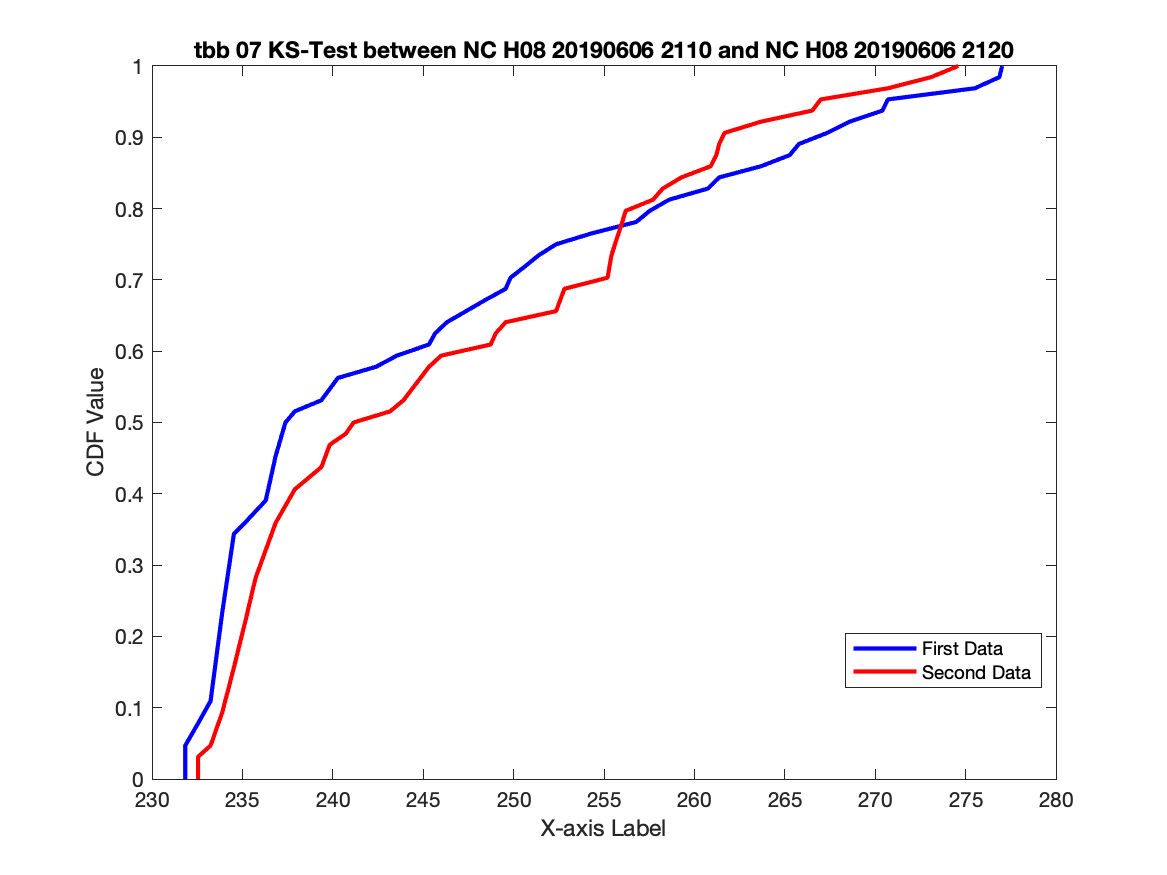 tbb 07 KS-Test between NC H08 20190606 2110 and NC H08 20190606 2120
1
0.9
0.8
0.7
0.6
0.5
0.4
0.3
0.2
0.1
0
CDF Value
First Data
Second Data
230 235 240 245 250 255 260 265 270 275 280
X-axis Label